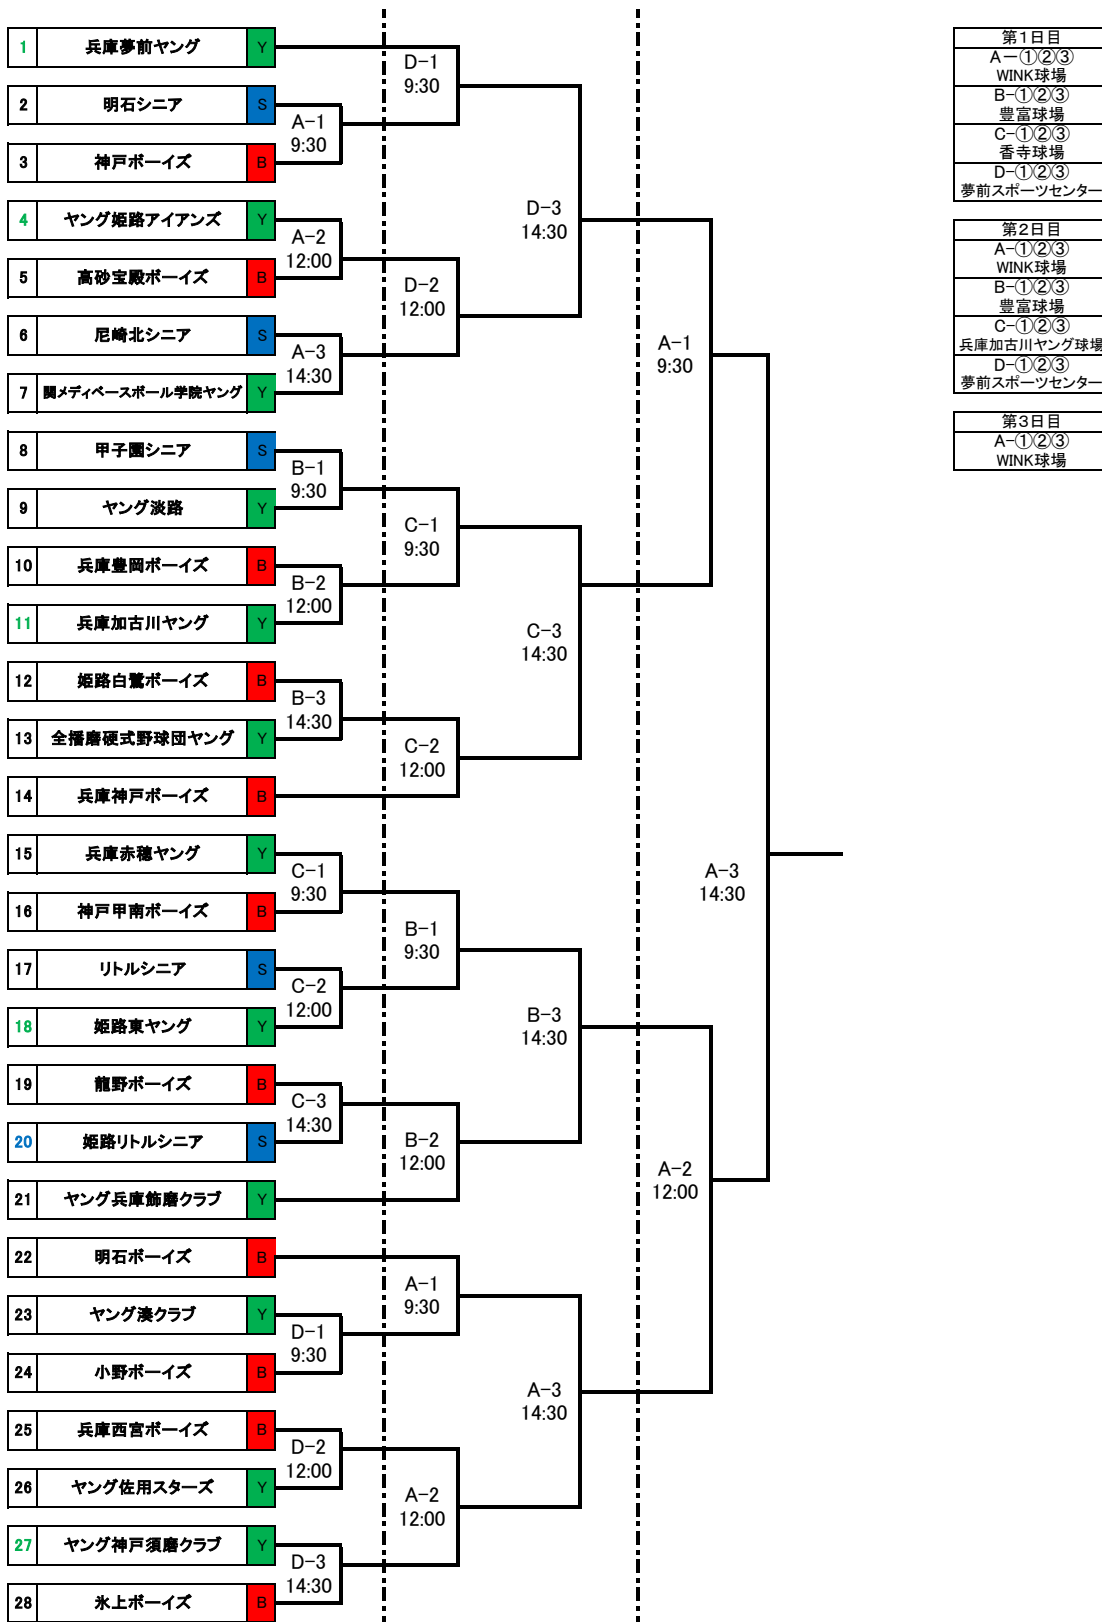 1 兵庫夢前ヤング Y
2 明石シニア S
3 神戸ボーイズ B
4 ヤング姫路アイアンズ Y
5 高砂宝殿ボーイズ B
6 尼崎北シニア S
7 関メディベースボール学院ヤング Y
8 甲子園シニア S
9 ヤング淡路 Y
10 兵庫豊岡ボーイズ B
11 兵庫加古川ヤング Y
12 姫路白鷺ボーイズ B
13 全播磨硬式野球団ヤング Y
14 兵庫神戸ボーイズ B
15 兵庫赤穂ヤング Y
16 神戸甲南ボーイズ B
17 リトルシニア S
18 姫路東ヤング Y
19 龍野ボーイズ B
20 姫路リトルシニア S
21 ヤング兵庫飾磨クラブ Y
22 明石ボーイズ B
23 ヤング湊クラブ Y
24 小野ボーイズ B
25 兵庫西宮ボーイズ B
26 ヤング佐用スターズ Y
27 ヤング神戸須磨クラブ Y
28 氷上ボーイズ B
A-1
9:30
A-2
12:00
A-3
14:30
B-1
9:30
B-2
12:00
B-3
14:30
C-1
9:30
C-2
12:00
C-3
14:30
D-1
9:30
D-2
12:00
D-3
14:30
D-1
9:30
D-2
12:00
C-1
9:30
C-2
12:00
B-1
9:30
B-2
12:00
A-1
9:30
A-2
12:00
D-3
14:30
C-3
14:30
B-3
14:30
A-3
14:30
A-1
9:30
A-2
12:00
A-3
14:30
第1日目
A-①②③
WINK球場
B-①②③
豊富球場
C-①②③
香寺球場
D-①②③
夢前スポーツセンター
第2日目
A-①②③
WINK球場
B-①②③
豊富球場
C-①②③
兵庫加古川ヤング球場
D-①②③
夢前スポーツセンター
第3日目
A-①②③
WINK球場